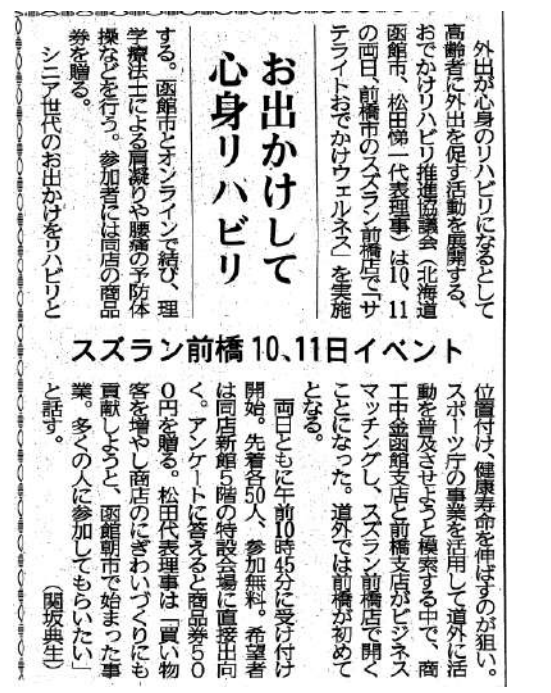 お出かけして
心身リハビリ
スズラン前橋10、11日イベント
外出が心身のリハビリになるとして
高齢者に外出を促す活動を展開する、
おでかけリハビリ推進協議会（北海道
函館市、松田悌一代表理事）は10、11
の両日、前橋市のスズラン前橋店で「サ
テライトおでかけウェルネス」を実施
する。函館市とオンラインで結び、理
学療法士による肩凝りや腰痛の予防体
操などを行う。参加者には同店の商品
券を贈る。
シニア世代のお出かけをリハビリと
位置付け、健康寿命を伸ばすのが狙い。
スポーツ庁の事業を活用して道外に活
動を普及させようと模索する中で、商
工中金函館支店と前橋支店がビジネス
マッチングし、スズラン前橋店で開く
ことになった。道外では前橋が初めて
となる。
両日ともに午前10時45分に受け付け
開始。先着各50人、参加無料。希望者
は同店新館5階の特設会場に直接出向
く。アンケートに答えると商品券50
0円を贈る。松田代表理事は「買い物
客を増やし商店のにぎわいづくりにも
貢献しようと、函館朝市で始まった事
業。多くの人に参加してもらいたい」
と話す。
（関坂典生）